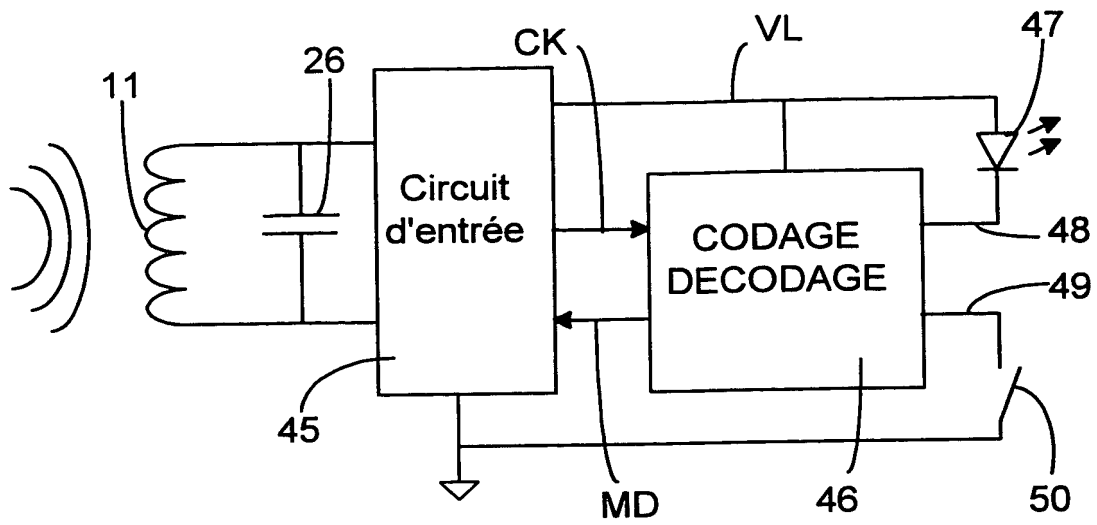 CK
VL
47
26
11
Circuit
d'entrée
CODAGE
DECODAGE
48
49
45
MD
46
50